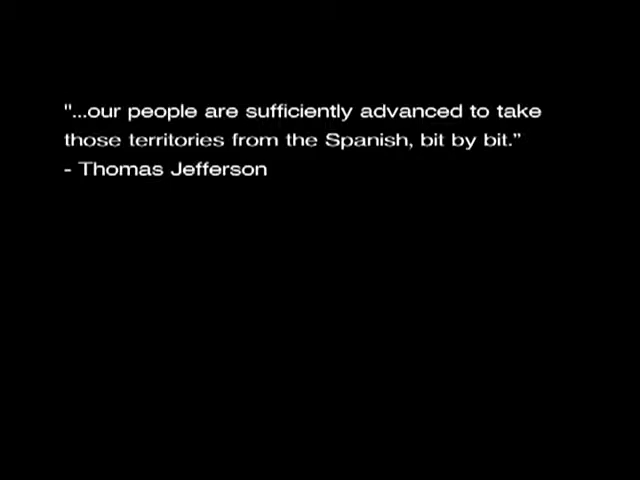 "...our people are sufficiently advanced to take
those territories from the Spanish, bit by bit.”
- Thomas Jefferson